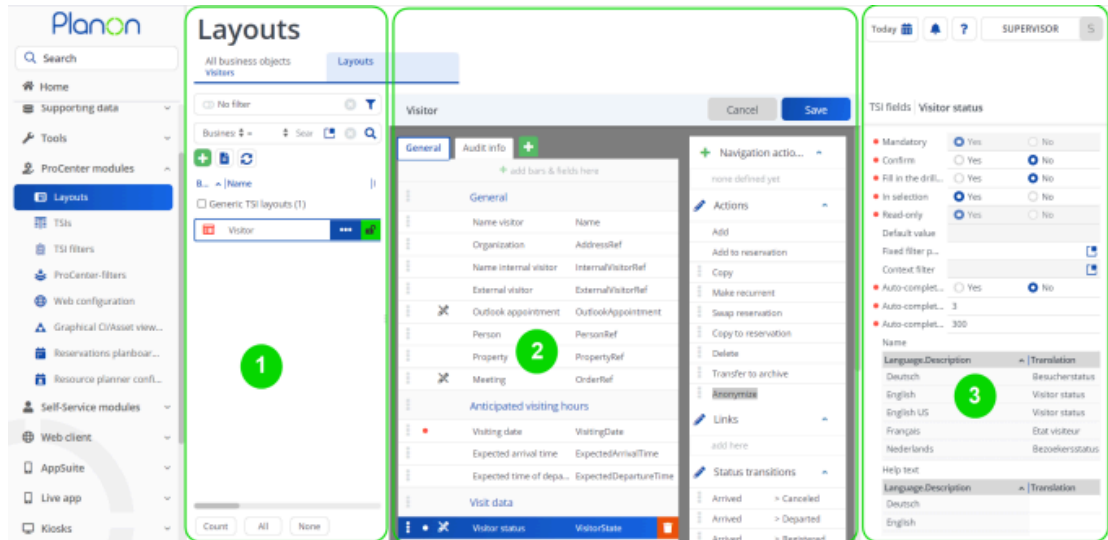 Planon
Search
Home
Supporting data
Tools
ProCenter modules
Layouts
TSIs
TSI filters
ProCenter-filters
Web configuration
Graphical CI/Asset view...
Reservations planboar...
Resource planner confi...
Self-Service modules
Web client
AppSuite
Live app
Kiosks
Layouts
All business objects
Visitors
Layouts
No filter
Busines =
Sear
B... Name
Generic TSI layouts (1)
Visitor
1
Count All None
Visitor Cancel Save
General Audit info
add bars & fields here
General
Name visitor Name
Organization AddressRef
Name internal visitor InternalVisitorRef
External visitor ExternalVisitorRef
Outlook appointment OutlookAppointment
Person PersonRef
Property PropertyRef
Meeting OrderRef
2
Anticipated visiting hours
Visiting date VisitingDate
Expected arrival time ExpectedArrivalTime
Expected time of depa... ExpectedDepartureTime
Visit data
Visitor status VisitorState
Navigation actio...
none defined yet
Actions
Add
Add to reservation
Copy
Make recurrent
Swap reservation
Copy to reservation
Delete
Transfer to archive
Anonymize
Links
add here
Status transitions
Arrived > Canceled
Arrived > Departed
Arrived > Registered
Today ? SUPERVISOR S
TSI fields Visitor status
Mandatory Yes No
Confirm Yes No
Fill in the drill... Yes No
In selection Yes No
Read-only Yes No
Default value
Fixed filter p...
Context filter
Auto-complet... Yes No
Auto-complet... 3
Auto-complet... 300
Name
Language.Description Translation
Deutsch Besucherstatus
English Visitor status
English US Visitor status
Français Etat visiteur
Nederlands Bezoekersstatus
3
Help text
Language.Description Translation
Deutsch
English